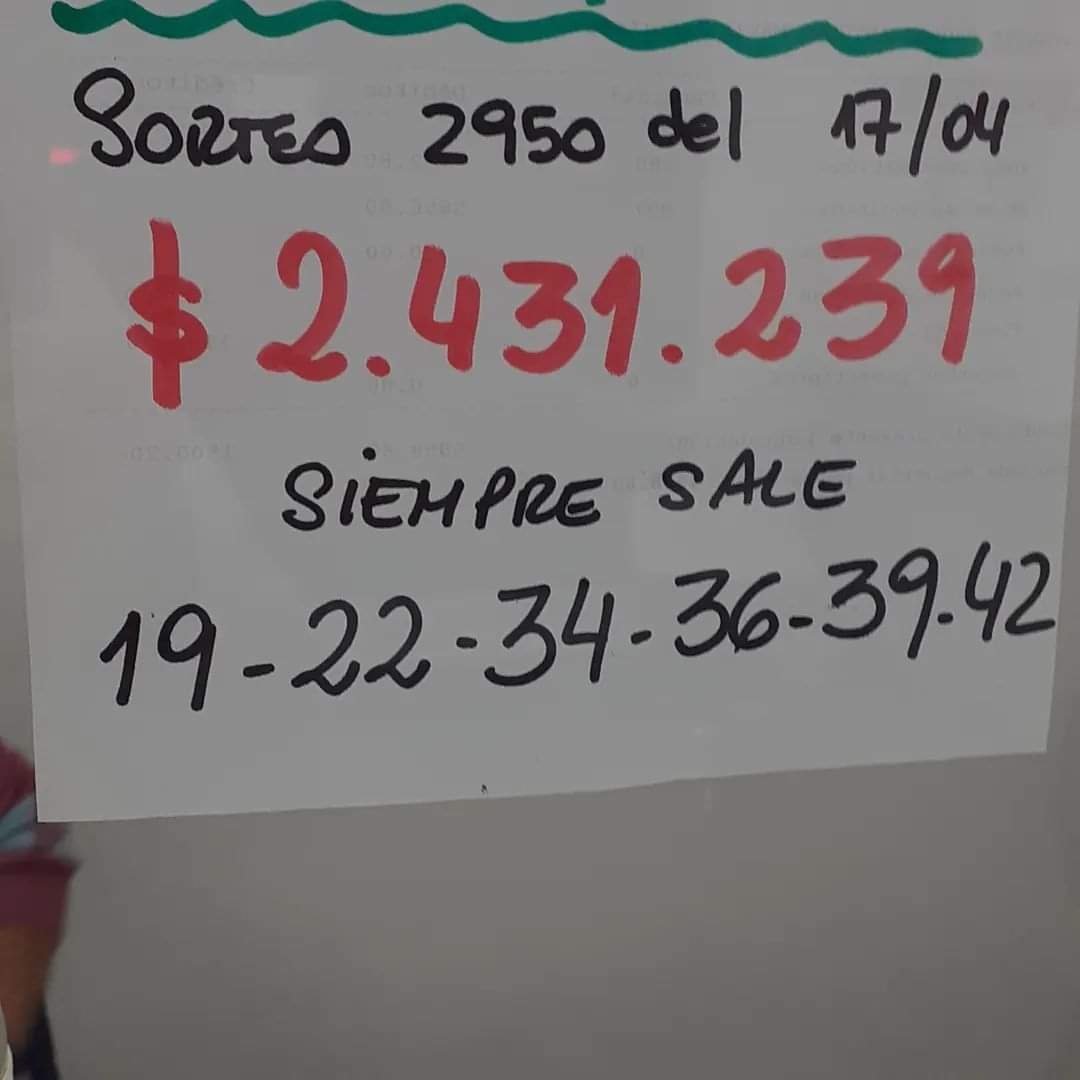 SORTEO 2950 del 17/04
$ 2.431.239
SIEMPRE SALE
19-22-34-36-39.42